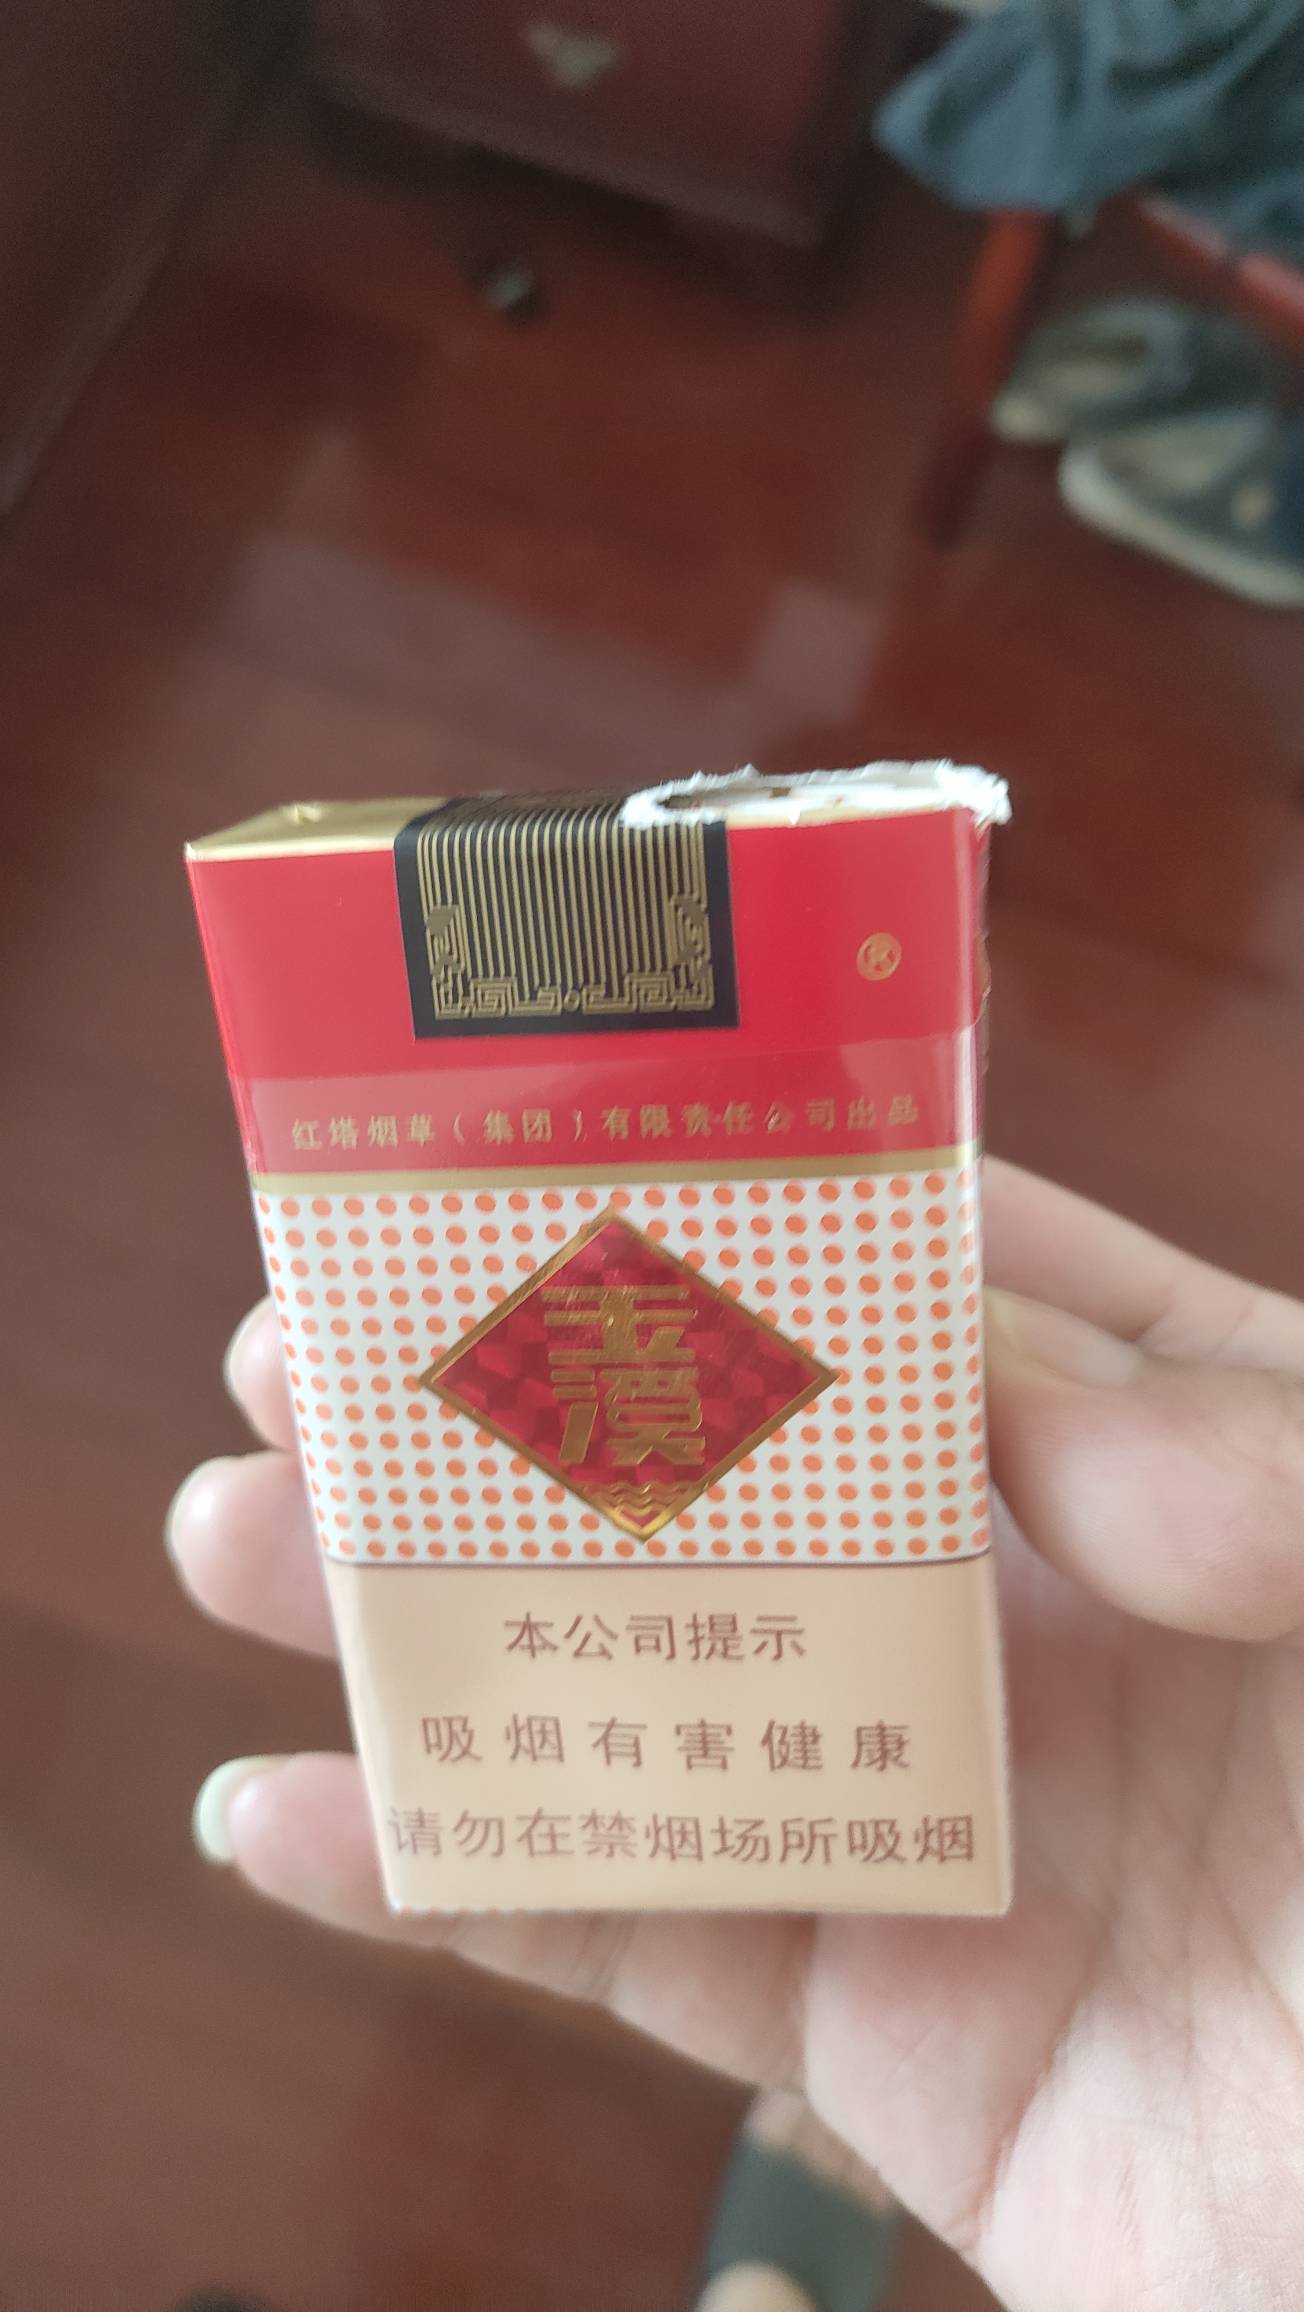 红塔烟草（集团）有限责任公司出品
玉
溪
本公司提示
吸烟有害健康
请勿在禁烟场所吸烟